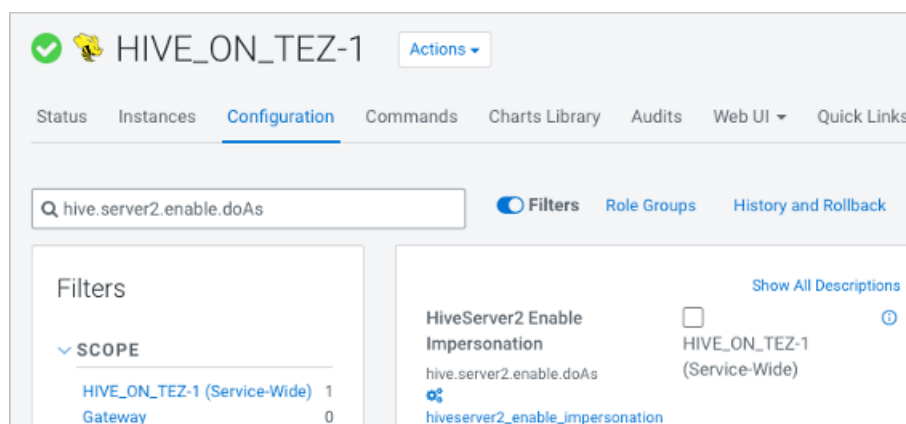 HIVE_ON_TEZ-1 Actions
Status Instances Configuration Commands Charts Library Audits Web UI Quick Links
hive.server2.enable.doAs Filters Role Groups History and Rollback
Filters
Show All Descriptions
HiveServer2 Enable
Impersonation
HIVE_ON_TEZ-1
(Service-Wide)
hive.server2.enable.doAs
hiveserver2_enable_impersonation
SCOPE
HIVE_ON_TEZ-1 (Service-Wide) 1
Gateway 0